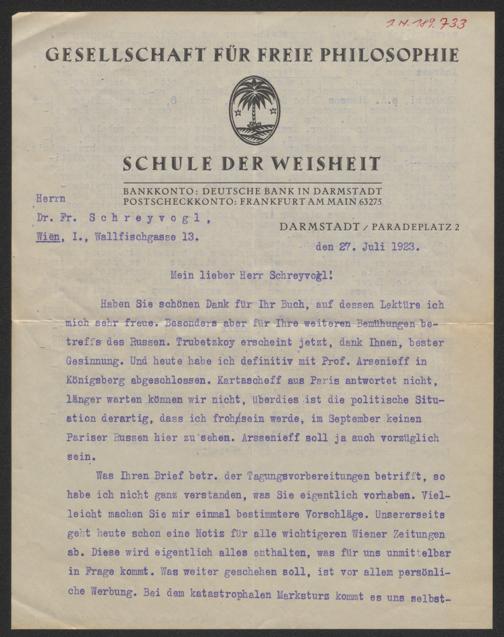 I N. 189.733
GESELLSCHAFT FÜR FREIE PHILOSOPHIE
SCHULE DER WEISHEIT
BANKKONTO: DEUTSCHE BANK IN DARMSTADT
POSTSCHECKKONTO: FRANKFURT AM MAIN 63275
Herrn
Dr. Fr. Schreyvogl,
Wien, I., Wallfischgasse 13.
DARMSTADT / PARADEPLATZ 2
den 27. Juli 1923.
Mein lieber Herr Schreyvogl!
Haben Sie schönen Dank für Ihr Buch, auf dessen Lektüre ich
mich sehr freue. Besonders aber für Ihre weiteren Bemühungen be-
treffs des Russen. Trubetzkoy erscheint jetzt, dank Ihnen, bester
Gesinnung. Und heute habe ich definitiv mit Prof. Arsenieff in
Königsberg abgeschlossen. Kartascheff aus Paris antwortet nicht,
länger warten können wir nicht, überdies ist die politische Situ-
ation derartig, dass ich froh sein werde, im September keinen
Pariser Russen hier zu sehen. Arssenieff soll ja auch vorzüglich
sein.
Was Ihren Brief betr. der Tagungsvorbereitungen betrifft, so
habe ich nicht ganz verstanden, was Sie eigentlich vorhaben. Viel-
leicht machen Sie mir einmal bestimmtere Vorschläge. Unsererseits
geht heute schon eine Notiz für alle wichtigeren Wiener Zeitungen
ab. Diese wird eigentlich alles enthalten, was für uns unmittelbar
in Frage kommt. Was weiter geschehen soll, ist vor allem persönli-
che Werbung. Bei dem katastrophalen Marksturz kommt es uns selbst-